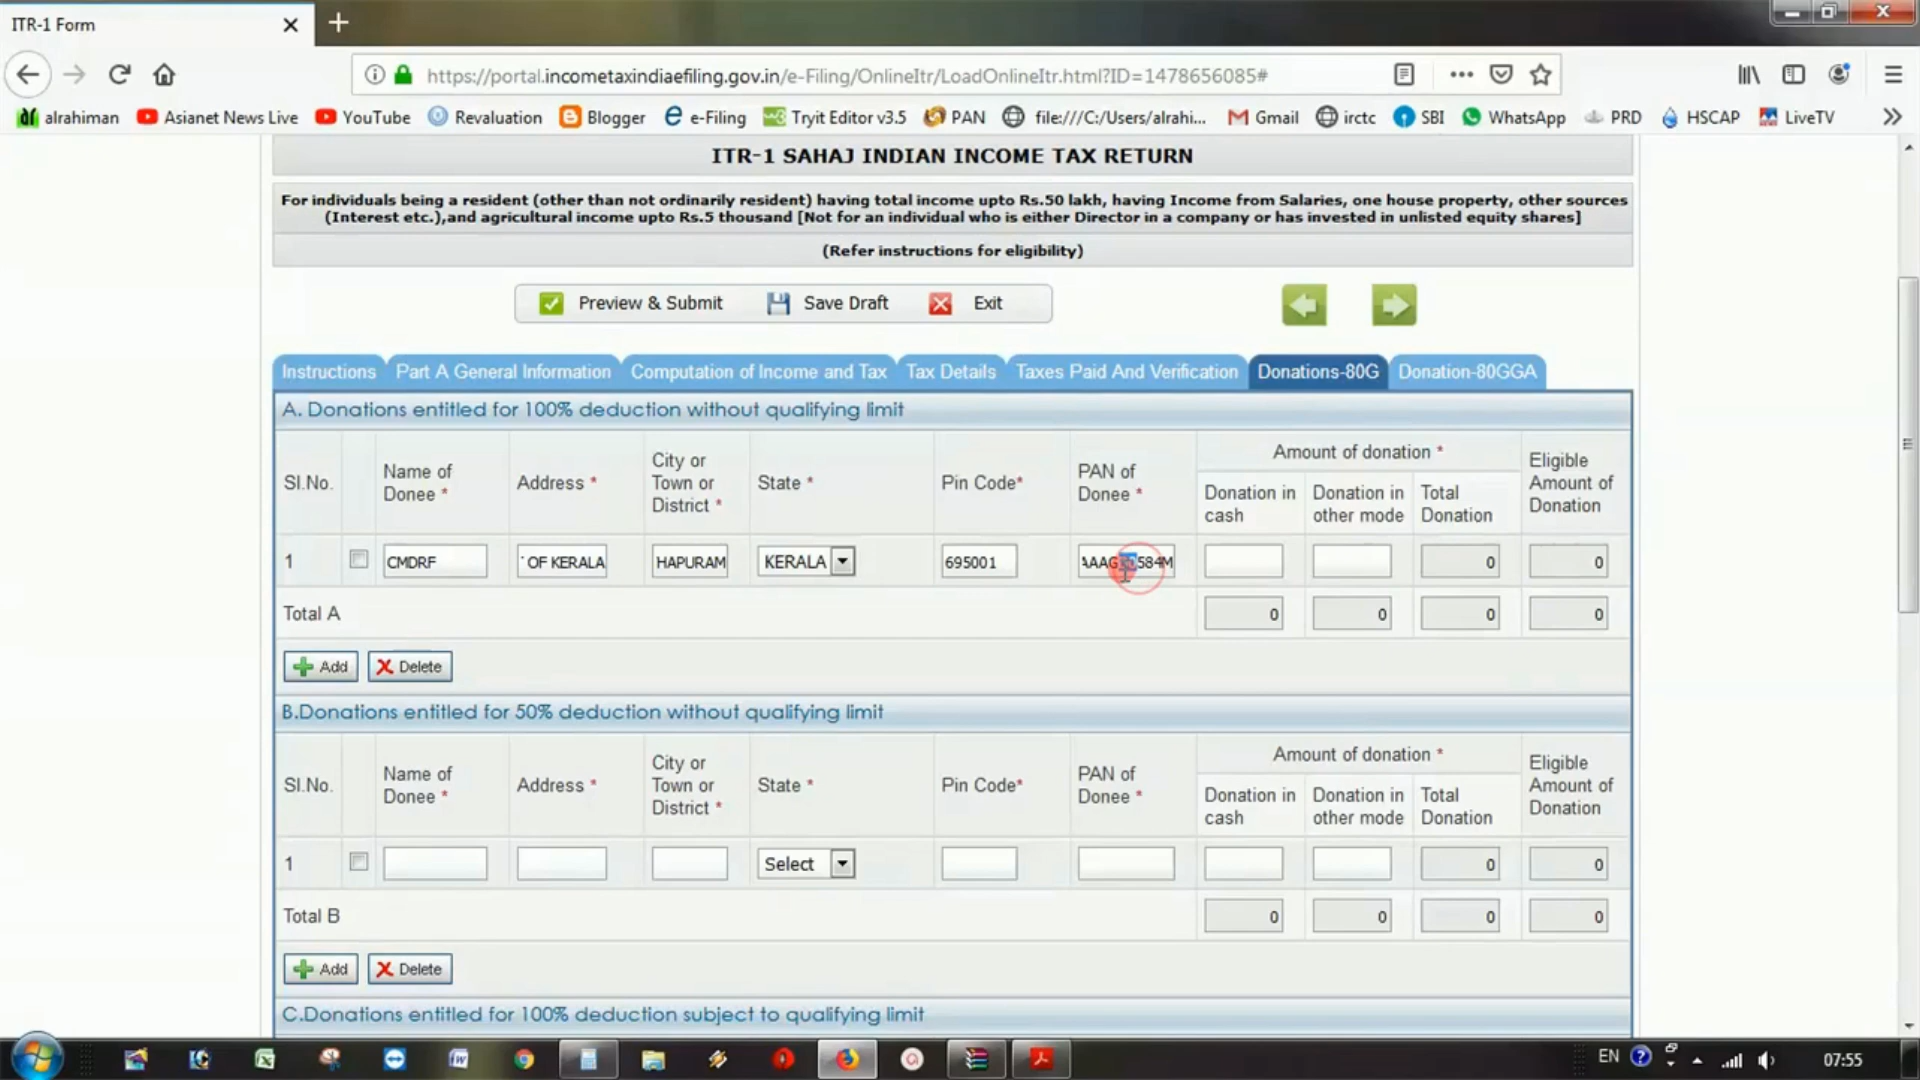 ITR-1 Form
https://portal.incometaxindiaefiling.gov.in/e-Filing/OnlineItr/LoadOnlineItr.html?ID=1478656085#
alrahiman Asianet News Live YouTube Revaluation Blogger e-Filing Tryit Editor v3.5 PAN file:///C:/Users/alrahi... Gmail irctc SBI WhatsApp PRD HSCAP LiveTV
ITR-1 SAHAJ INDIAN INCOME TAX RETURN
For individuals being a resident (other than not ordinarily resident) having total income upto Rs.50 lakh, having Income from Salaries, one house property, other sources
(Interest etc.),and agricultural income upto Rs.5 thousand [Not for an individual who is either Director in a company or has invested in unlisted equity shares]
(Refer instructions for eligibility)
Preview & Submit Save Draft Exit
Instructions Part A General Information Computation of Income and Tax Tax Details Taxes Paid And Verification Donations-80G Donation-80GGA
A. Donations entitled for 100% deduction without qualifying limit
Sl.No. Name of Donee * Address * City or Town or District * State * Pin Code* PAN of Donee * Amount of donation * Eligible Amount of Donation
Donation in cash Donation in other mode Total Donation
1 CMDRF OF KERALA HAPURAM KERALA 695001 584M 0 0
Total A 0 0 0 0
Add Delete
B.Donations entitled for 50% deduction without qualifying limit
Sl.No. Name of Donee * Address * City or Town or District * State * Pin Code* PAN of Donee * Amount of donation * Eligible Amount of Donation
Donation in cash Donation in other mode Total Donation
1 Select 0 0
Total B 0 0 0 0
Add Delete
C.Donations entitled for 100% deduction subject to qualifying limit
EN 07:55